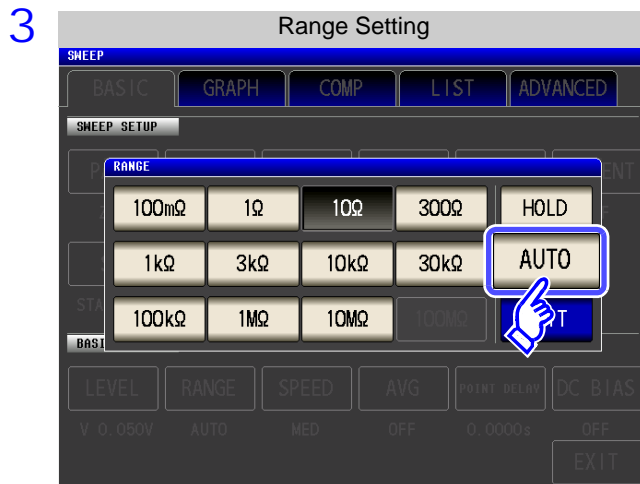 3
Range Setting
SWEEP
BASIC GRAPH COMP LIST ADVANCED
SWEEP SETUP
RANGE
100mΩ 1Ω 10Ω 300Ω HOLD
1kΩ 3kΩ 10kΩ 30kΩ AUTO
100kΩ 1MΩ 10MΩ 100MΩ
LEVEL RANGE SPEED AVG POINT DELAY DC BIAS
V 0.050V AUTO MED OFF 0.0000s OFF
EXIT